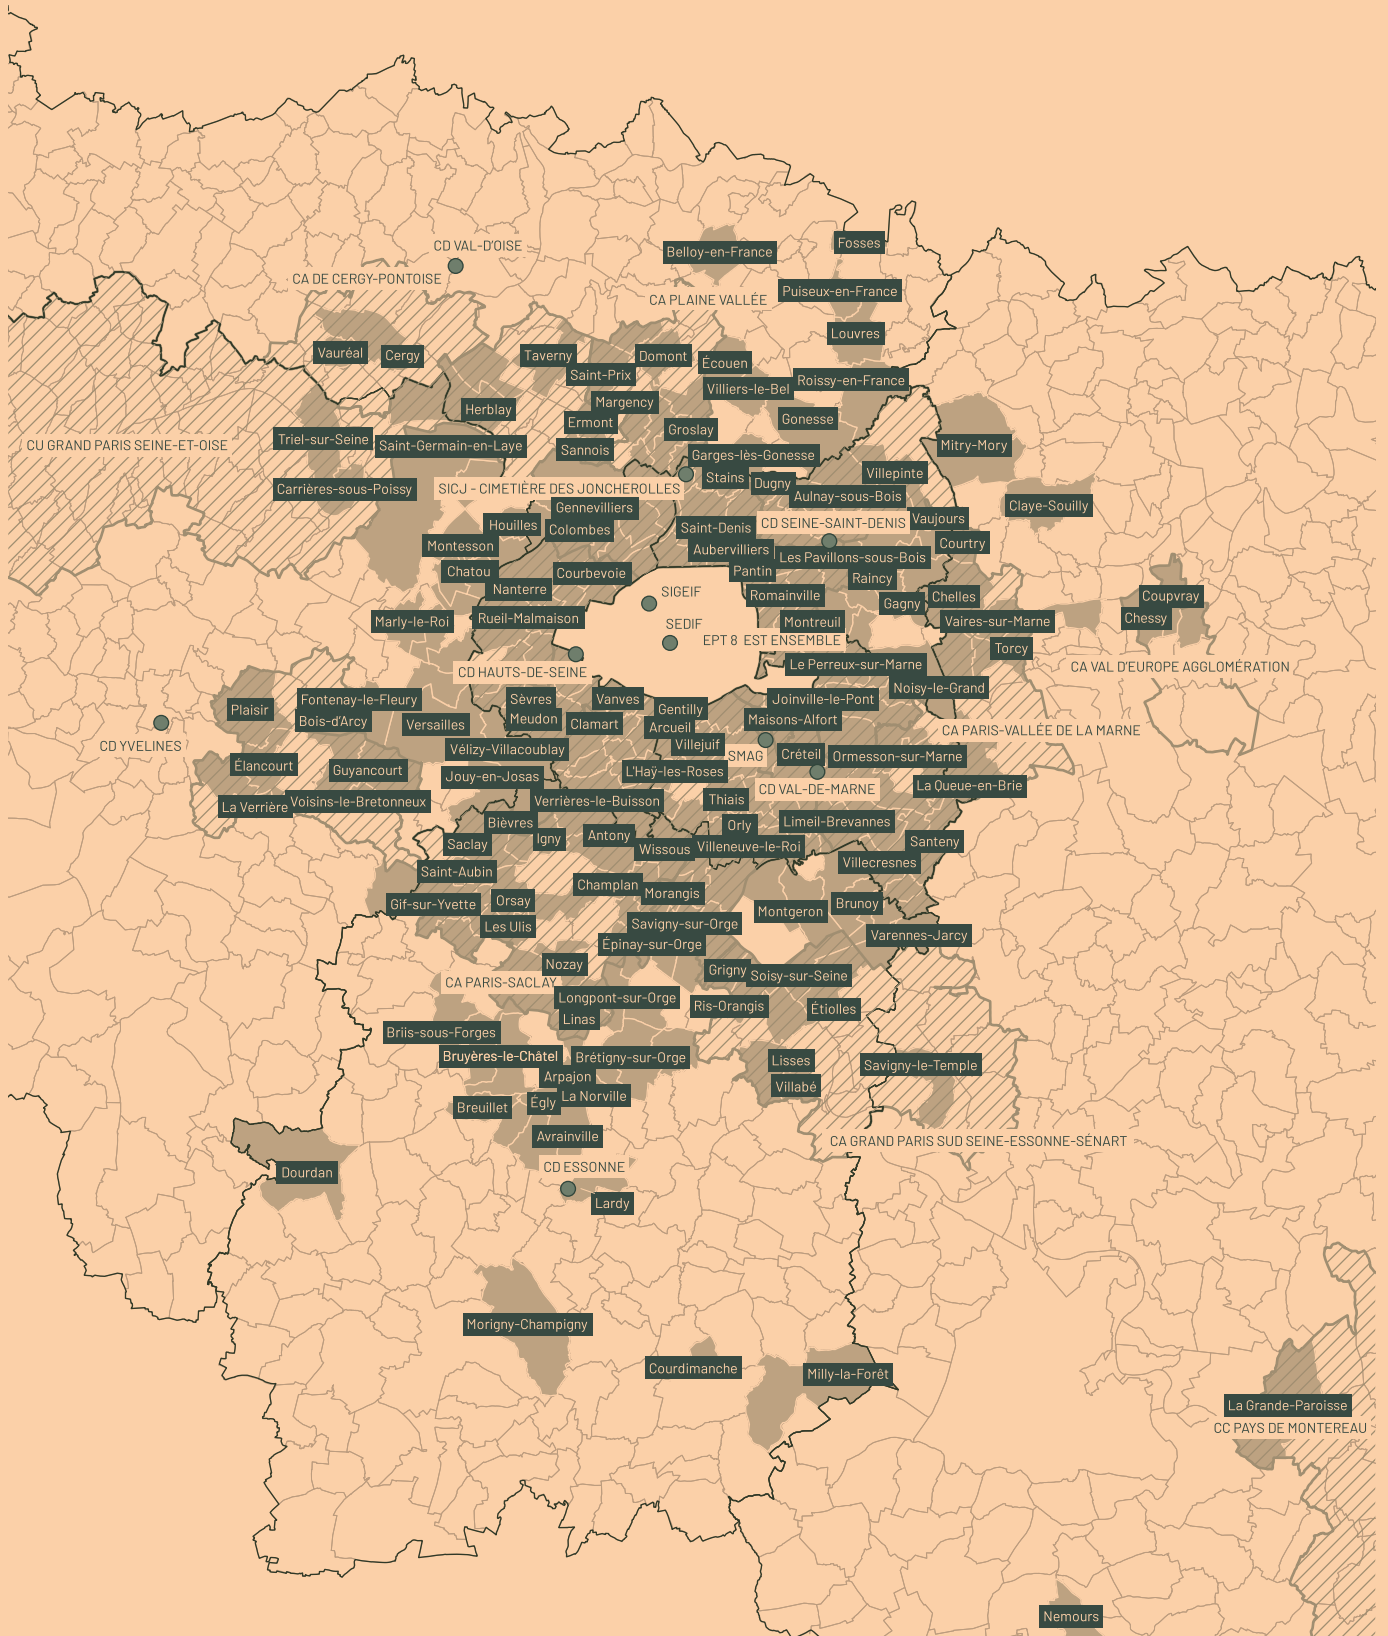 Fosses
CD VAL-D'OISE
Belloy-en-France
CA DE CERGY-PONTOISE
Puiseux-en-France
CA PLAINE VALLÉE
Louvres
Vauréal
Cergy
Taverny
Domont
Écouen
Saint-Prix
Roissy-en-France
Villiers-le-Bel
Margency
Herblay
Gonesse
Ermont
Groslay
Triel-sur-Seine
CU GRAND PARIS SEINE-ET-OISE
Saint-Germain-en-Laye
Mitry-Mory
Sannois
Garges-lès-Gonesse
Villepinte
Stains
Dugny
Carrières-sous-Poissy
SICJ - CIMETIÈRE DES JONCHEROLLES
Aulnay-sous-Bois
Claye-Souilly
Gennevilliers
Vaujours
Houilles
CD SEINE-SAINT-DENIS
Saint-Denis
Colombes
Courtry
Montesson
Aubervilliers
Les Pavillons-sous-Bois
Chatou
Courbevoie
Pantin
Raincy
Nanterre
SIGEIF
Romainville
Chelles
Coupvray
Gagny
Rueil-Malmaison
Chessy
Marly-le-Roi
SEDIF
Montreuil
Vaires-sur-Marne
EPT 8 EST ENSEMBLE
Torcy
Le Perreux-sur-Marne
CA VAL D'EUROPE AGGLOMÉRATION
CD HAUTS-DE-SEINE
Noisy-le-Grand
Fontenay-le-Fleury
Sèvres
Vanves
Joinville-le-Pont
Plaisir
Gentilly
Bois-d'Arcy
Meudon
Maisons-Alfort
Versailles
Clamart
Arcueil
CA PARIS-VALLÉE DE LA MARNE
CD YVELINES
Vélizy-Villacoublay
Villejuif
SMAG
Créteil
Ormesson-sur-Marne
Élancourt
Guyancourt
Jouy-en-Josas
L'Haÿ-les-Roses
La Queue-en-Brie
CD VAL-DE-MARNE
La Verrière
Voisins-le-Bretonneux
Verrières-le-Buisson
Thiais
Bièvres
Orly
Limeil-Brevannes
Saclay
Igny
Antony
Wissous
Villeneuve-le-Roi
Santeny
Villecresnes
Saint-Aubin
Champlan
Morangis
Gif-sur-Yvette
Orsay
Montgeron
Brunoy
Les Ulis
Savigny-sur-Orge
Varennes-Jarcy
Épinay-sur-Orge
Nozay
Grigny
Soisy-sur-Seine
CA PARIS-SACLAY
Longpont-sur-Orge
Ris-Orangis
Étiolles
Linas
Briis-sous-Forges
Bruyères-le-Châtel
Brétigny-sur-Orge
Lisses
Savigny-le-Temple
Arpajon
Villabé
La Norville
Breuillet
Égly
Avrainville
CA GRAND PARIS SUD SEINE-ESSONNE-SÉNART
CD ESSONNE
Dourdan
Lardy
Morigny-Champigny
Courdimanche
Milly-la-Forêt
La Grande-Paroisse
CC PAYS DE MONTEREAU
Nemours